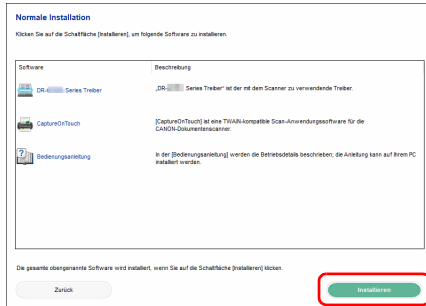 Normale Installation
Klicken Sie auf die Schaltfläche [Installieren], um folgende Software zu installieren.
Software Beschreibung
DR- Series Treiber „DR- Series Treiber" ist der mit dem Scanner zu verwendende Treiber.
CaptureOnTouch [CaptureOnTouch] ist eine TWAIN-kompatible Scan-Anwendungssoftware für die
CANON-Dokumentenscanner.
Bedienungsanleitung In der [Bedienungsanleitung] werden die Betriebsdetails beschrieben; die Anleitung kann auf Ihrem PC
installiert werden.
Die gesamte obengenannte Software wird installiert, wenn Sie auf die Schaltfläche [Installieren] klicken.
Zurück Installieren